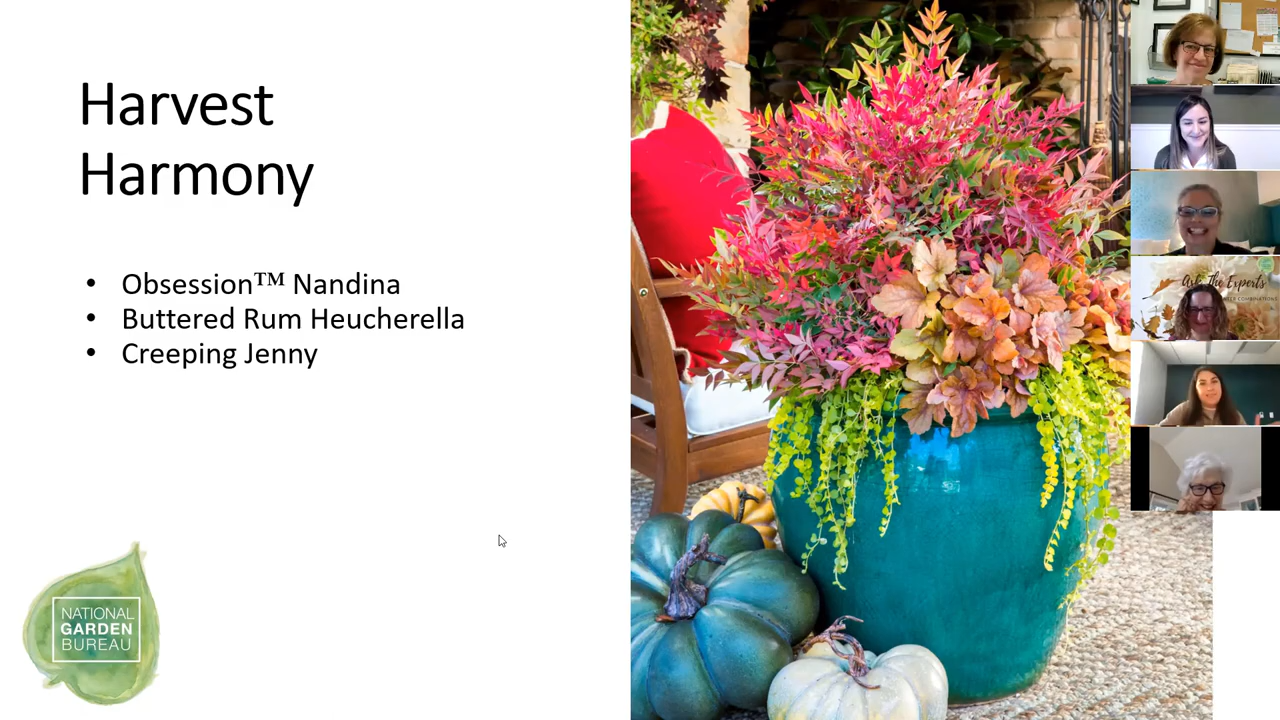 Harvest
Harmony
• Obsession™ Nandina
• Buttered Rum Heucherella
• Creeping Jenny
NATIONAL
GARDEN
BUREAU
Ask The Experts